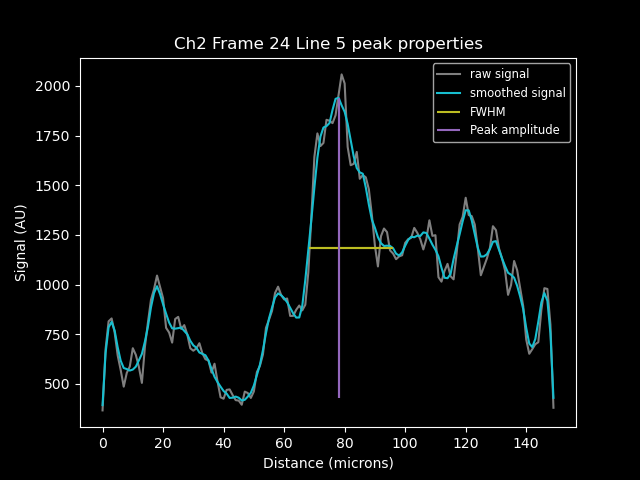 Ch2 Frame 24 Line 5 peak properties
raw signal
smoothed signal
FWHM
Peak amplitude
2000
1750
1500
1250
1000
750
500
Signal (AU)
0 20 40 60 80 100 120 140
Distance (microns)